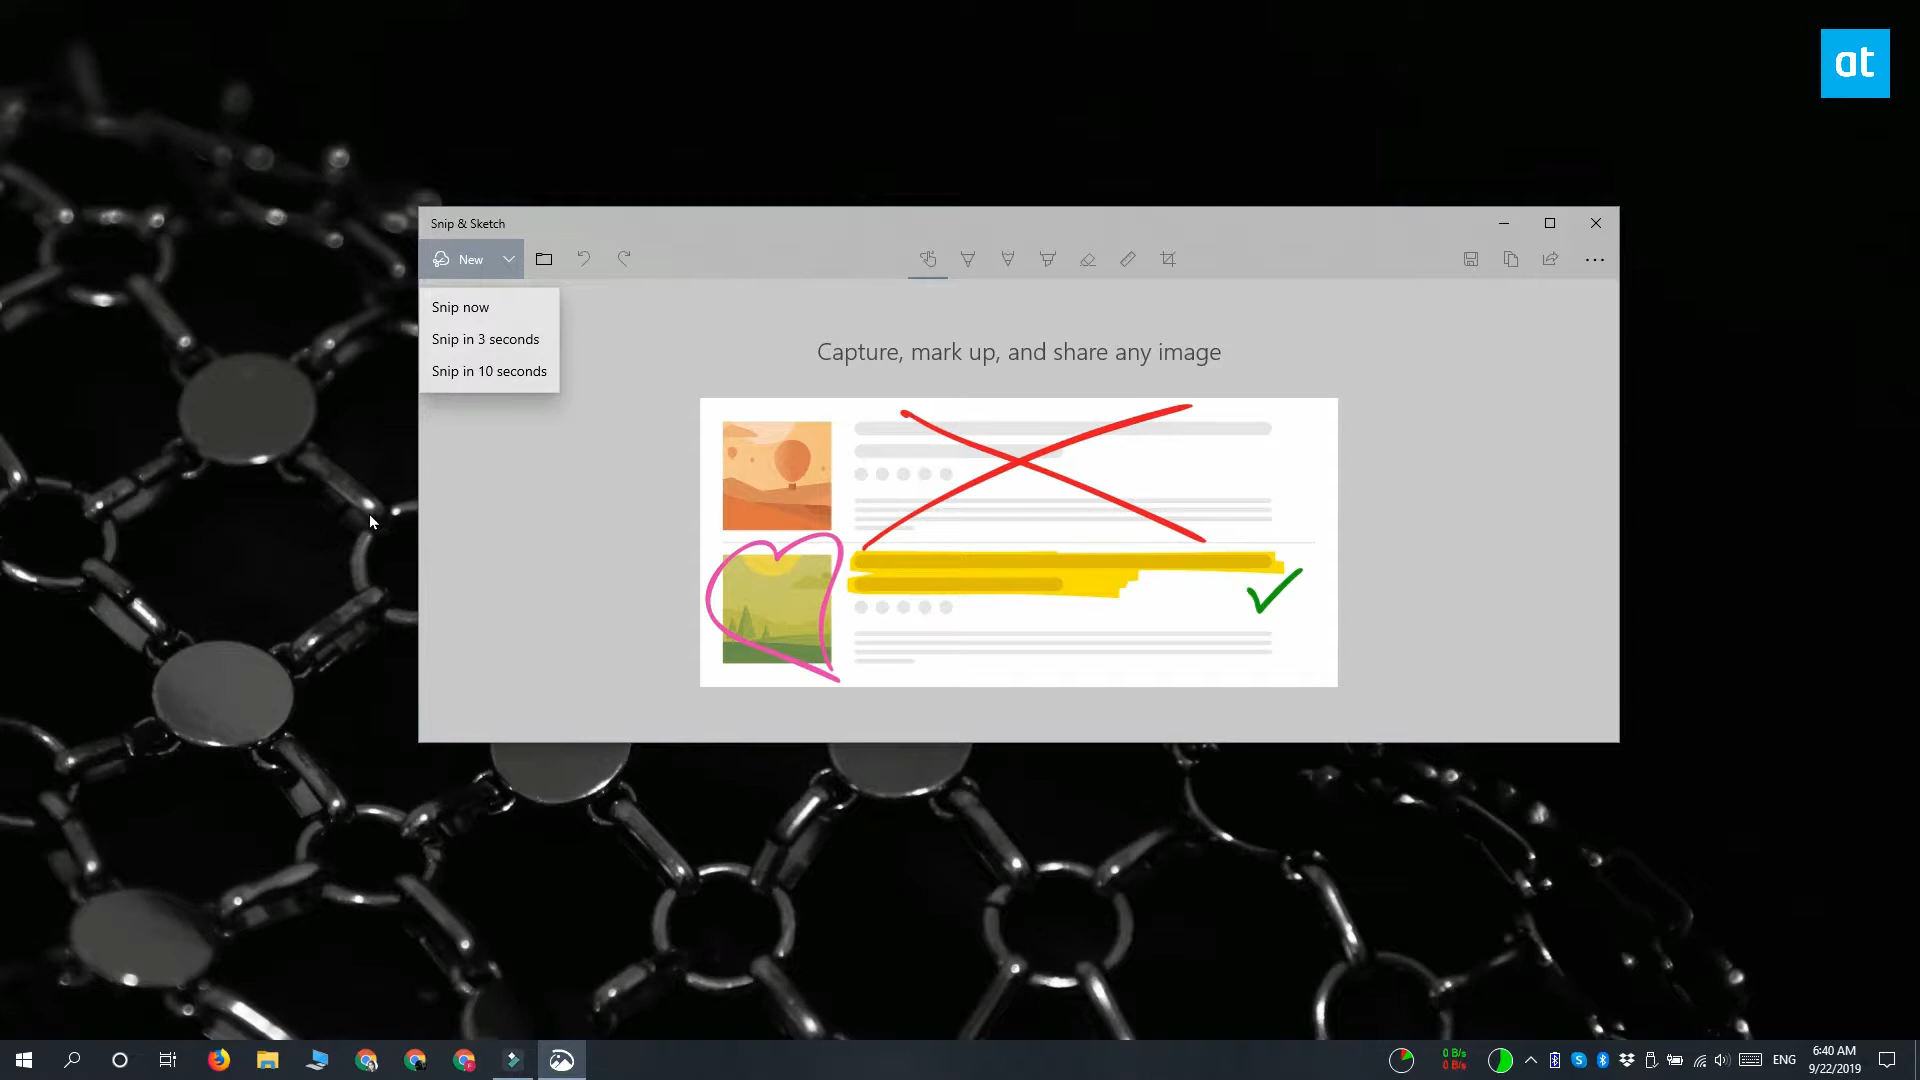 at
Snip & Sketch
New
Snip now
Snip in 3 seconds
Snip in 10 seconds
Capture, mark up, and share any image
0 B/s
0 B/s
ENG
6:40 AM
9/22/2019